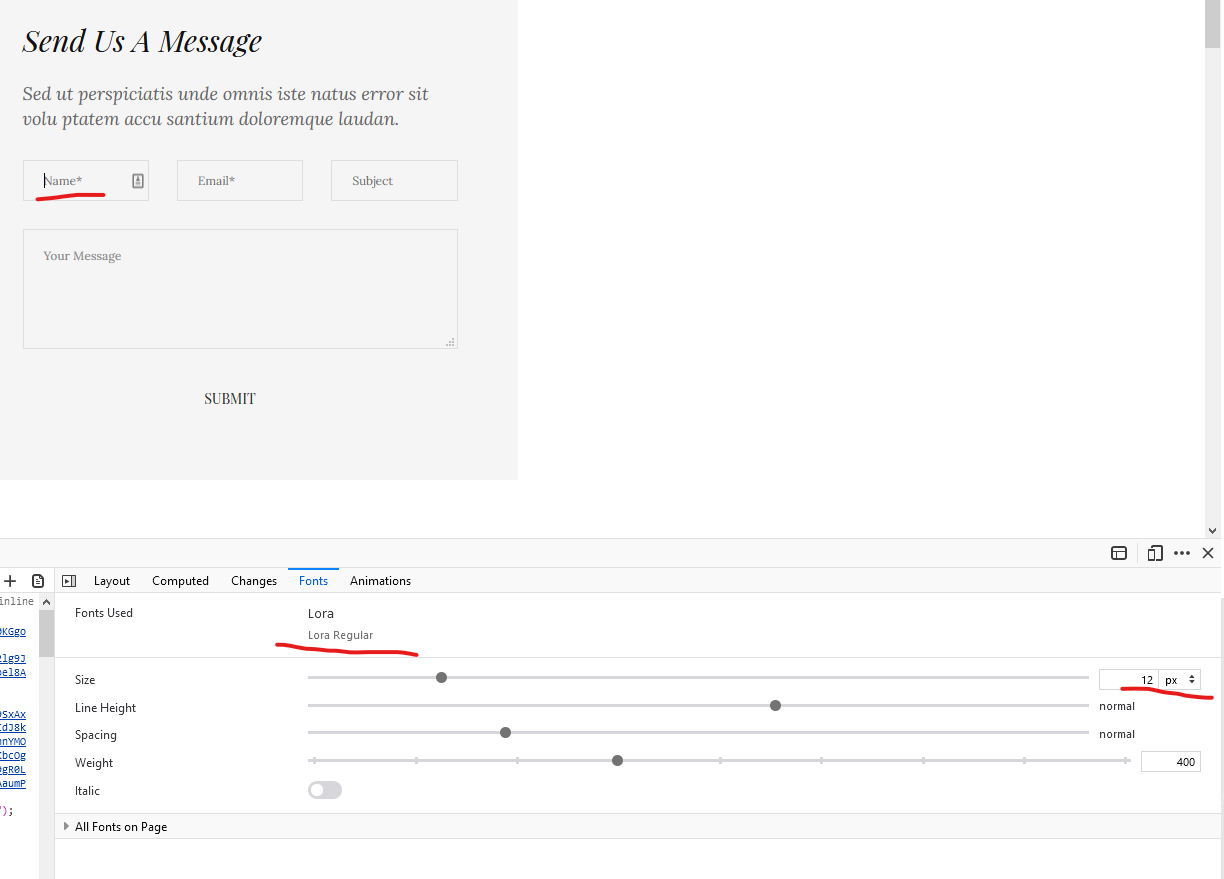 Send Us A Message
Sed ut perspiciatis unde omnis iste natus error sit
volu ptatem accu santium doloremque laudan.
Name*
Email*
Subject
Your Message
SUBMIT
Layout
Computed
Changes
Fonts
Animations
inline
Fonts Used
Lora
Lora Regular
Size
12
px
Line Height
normal
Spacing
normal
Weight
400
Italic
All Fonts on Page
");